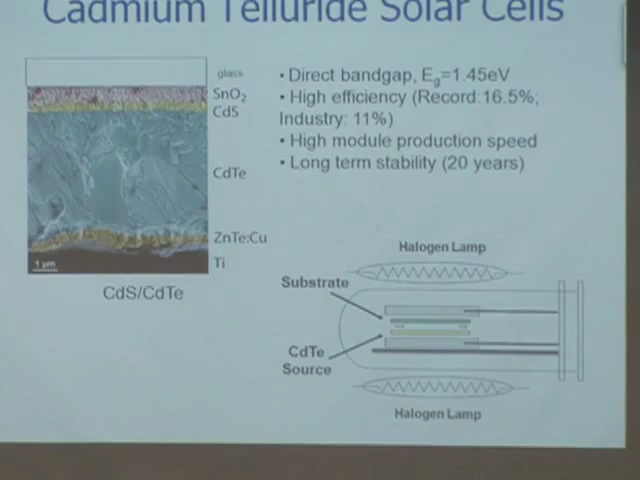 Cadmium Telluride Solar Cells
glass
SnO₂
CdS
CdTe
ZnTe:Cu
Ti
1 µm
CdS/CdTe
• Direct bandgap, Eg=1.45eV
• High efficiency (Record:16.5%;
Industry: 11%)
• High module production speed
• Long term stability (20 years)
Halogen Lamp
Substrate
CdTe
Source
Halogen Lamp